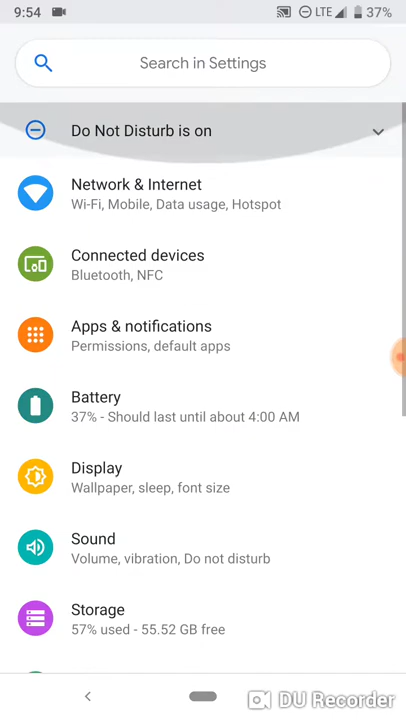 9:54 LTE 37%
Search in Settings
Do Not Disturb is on
Network & Internet
Wi-Fi, Mobile, Data usage, Hotspot
Connected devices
Bluetooth, NFC
Apps & notifications
Permissions, default apps
Battery
37% - Should last until about 4:00 AM
Display
Wallpaper, sleep, font size
Sound
Volume, vibration, Do not disturb
Storage
57% used - 55.52 GB free
DU Recorder